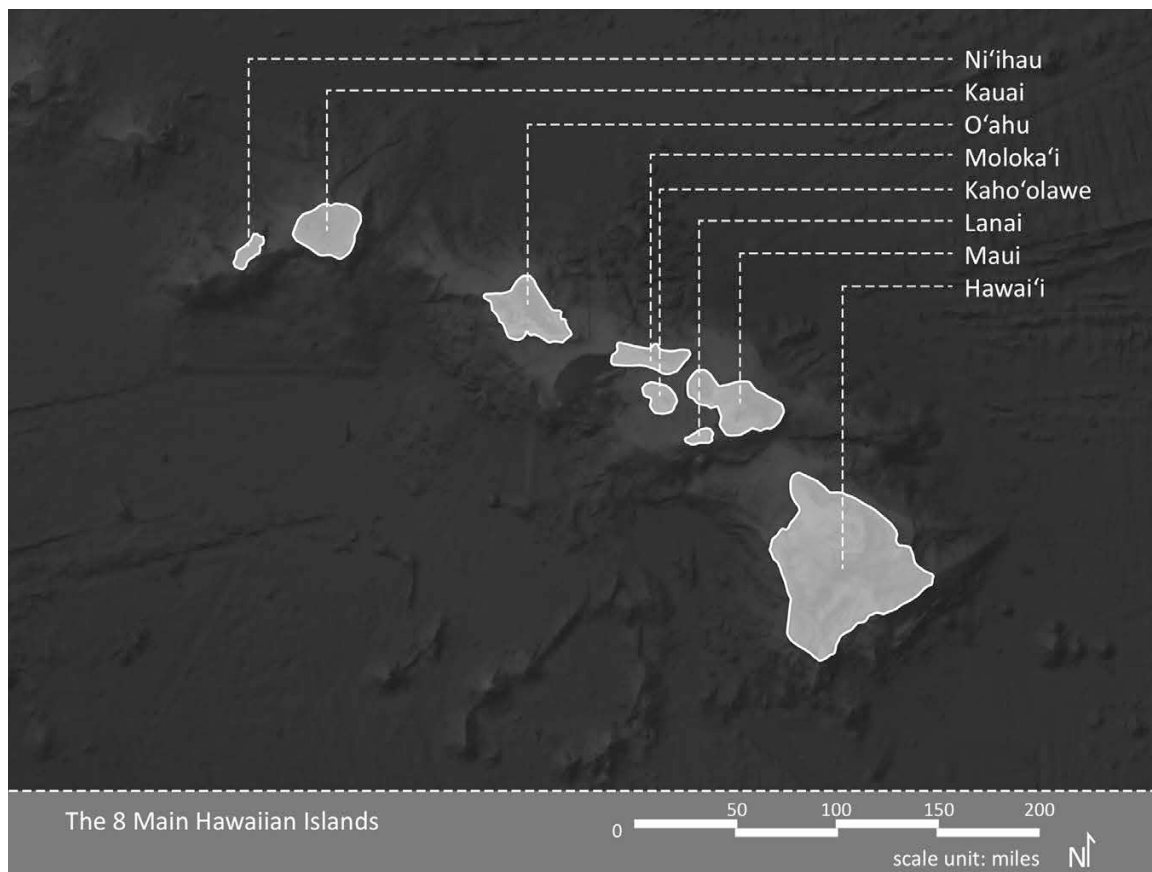 Ni‘ihau
Kauai
O‘ahu
Moloka‘i
Kaho‘olawe
Lanai
Maui
Hawai‘i
The 8 Main Hawaiian Islands
0 50 100 150 200
scale unit: miles N